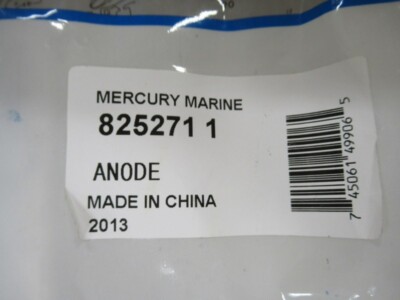 MERCURY MARINE
825271 1
ANODE
MADE IN CHINA
2013
7 45061 49906 5